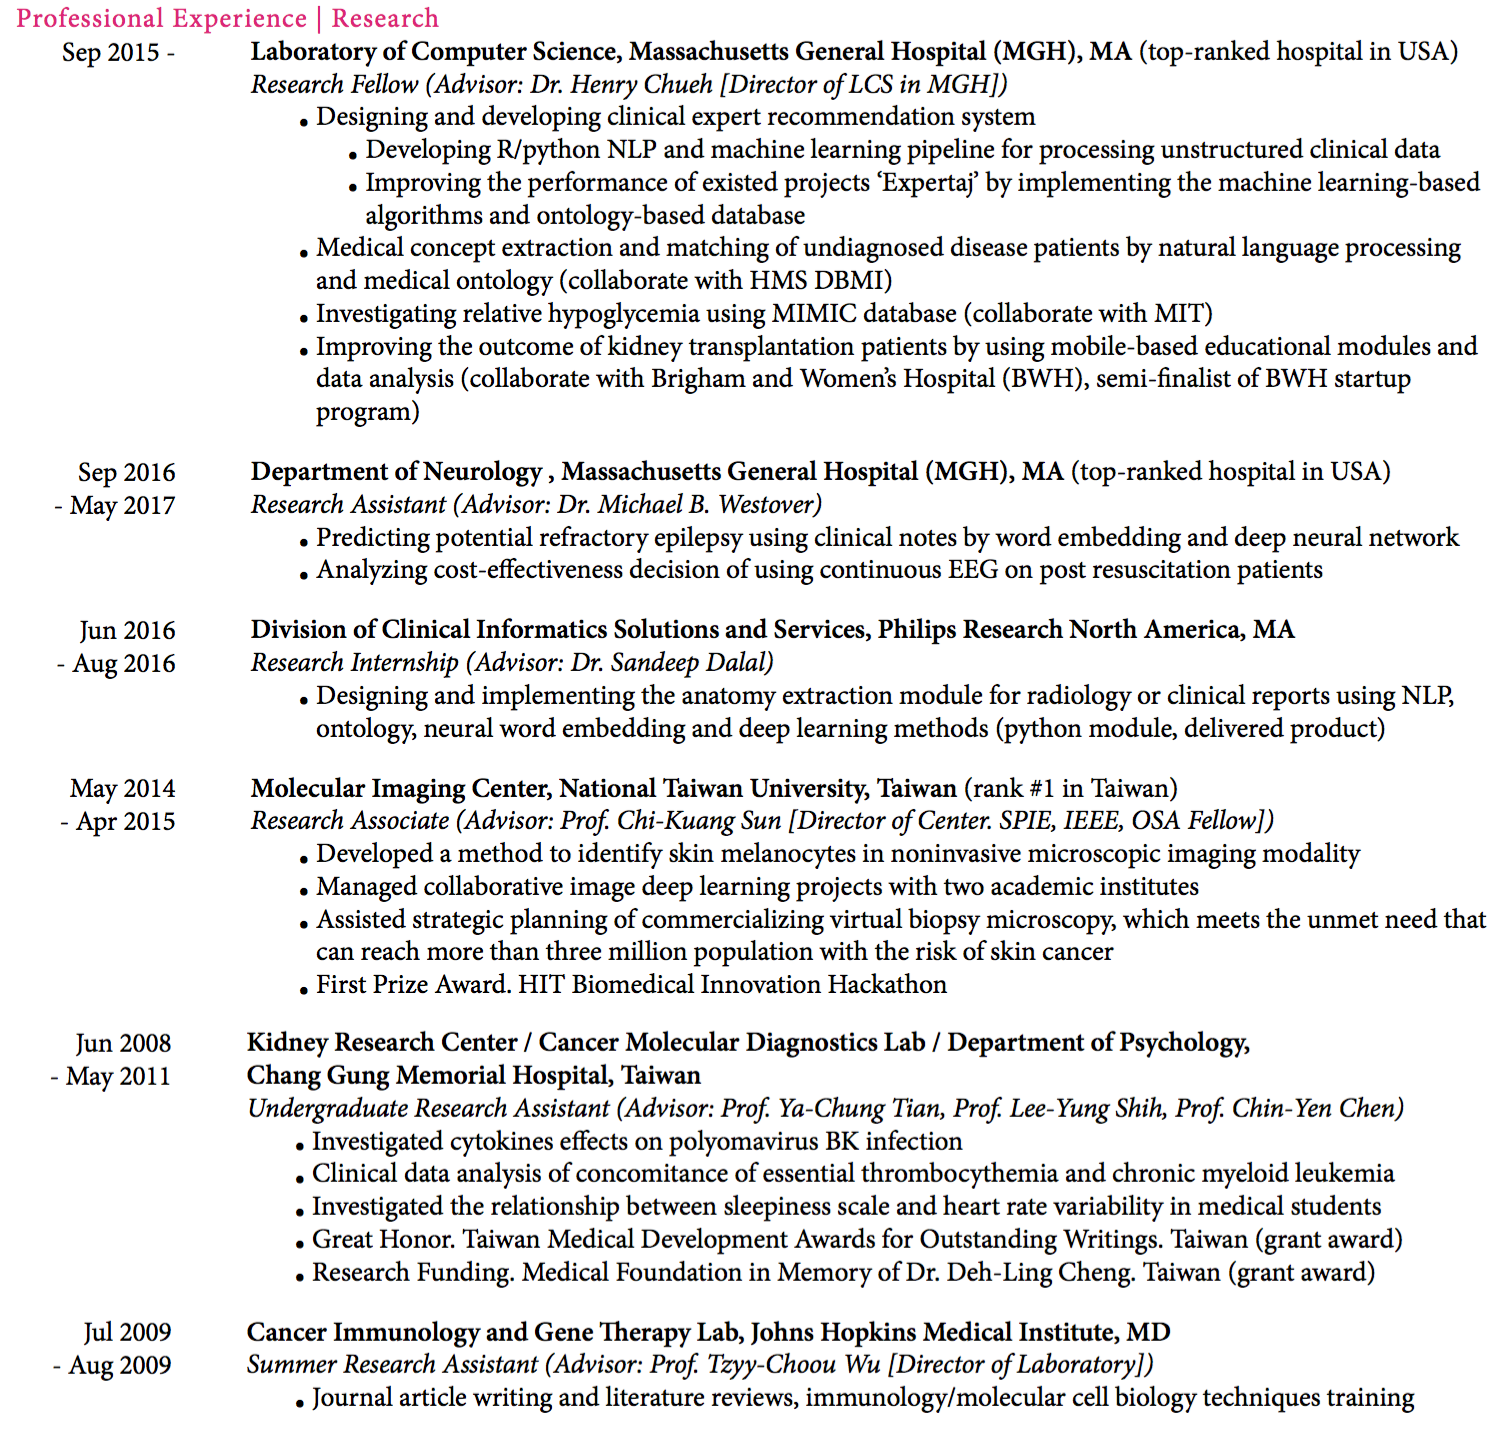 Professional Experience | Research
Sep 2015 - Laboratory of Computer Science, Massachusetts General Hospital (MGH), MA (top-ranked hospital in USA)
Research Fellow (Advisor: Dr. Henry Chueh [Director of LCS in MGH])
• Designing and developing clinical expert recommendation system
• Developing R/python NLP and machine learning pipeline for processing unstructured clinical data
• Improving the performance of existed projects ‘Expertaj’ by implementing the machine learning-based
algorithms and ontology-based database
• Medical concept extraction and matching of undiagnosed disease patients by natural language processing
and medical ontology (collaborate with HMS DBMI)
• Investigating relative hypoglycemia using MIMIC database (collaborate with MIT)
• Improving the outcome of kidney transplantation patients by using mobile-based educational modules and
data analysis (collaborate with Brigham and Women’s Hospital (BWH), semi-finalist of BWH startup
program)
Sep 2016 Department of Neurology , Massachusetts General Hospital (MGH), MA (top-ranked hospital in USA)
- May 2017 Research Assistant (Advisor: Dr. Michael B. Westover)
• Predicting potential refractory epilepsy using clinical notes by word embedding and deep neural network
• Analyzing cost-effectiveness decision of using continuous EEG on post resuscitation patients
Jun 2016 Division of Clinical Informatics Solutions and Services, Philips Research North America, MA
- Aug 2016 Research Internship (Advisor: Dr. Sandeep Dalal)
• Designing and implementing the anatomy extraction module for radiology or clinical reports using NLP,
ontology, neural word embedding and deep learning methods (python module, delivered product)
May 2014 Molecular Imaging Center, National Taiwan University, Taiwan (rank #1 in Taiwan)
- Apr 2015 Research Associate (Advisor: Prof. Chi-Kuang Sun [Director of Center. SPIE, IEEE, OSA Fellow])
• Developed a method to identify skin melanocytes in noninvasive microscopic imaging modality
• Managed collaborative image deep learning projects with two academic institutes
• Assisted strategic planning of commercializing virtual biopsy microscopy, which meets the unmet need that
can reach more than three million population with the risk of skin cancer
• First Prize Award. HIT Biomedical Innovation Hackathon
Jun 2008 Kidney Research Center / Cancer Molecular Diagnostics Lab / Department of Psychology,
- May 2011 Chang Gung Memorial Hospital, Taiwan
Undergraduate Research Assistant (Advisor: Prof. Ya-Chung Tian, Prof. Lee-Yung Shih, Prof. Chin-Yen Chen)
• Investigated cytokines effects on polyomavirus BK infection
• Clinical data analysis of concomitance of essential thrombocythemia and chronic myeloid leukemia
• Investigated the relationship between sleepiness scale and heart rate variability in medical students
• Great Honor. Taiwan Medical Development Awards for Outstanding Writings. Taiwan (grant award)
• Research Funding. Medical Foundation in Memory of Dr. Deh-Ling Cheng. Taiwan (grant award)
Jul 2009 Cancer Immunology and Gene Therapy Lab, Johns Hopkins Medical Institute, MD
- Aug 2009 Summer Research Assistant (Advisor: Prof. Tzyy-Choou Wu [Director of Laboratory])
• Journal article writing and literature reviews, immunology/molecular cell biology techniques training